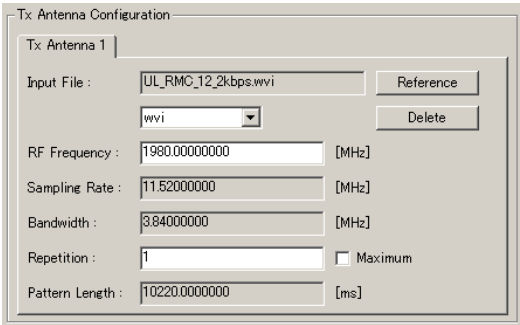 Tx Antenna Configuration
Tx Antenna 1
Input File : UL_RMC_12_2kbps.wvi Reference
wvi Delete
RF Frequency : 1980.00000000 [MHz]
Sampling Rate : 11.52000000 [MHz]
Bandwidth : 3.84000000 [MHz]
Repetition : 1 Maximum
Pattern Length : 10220.0000000 [ms]